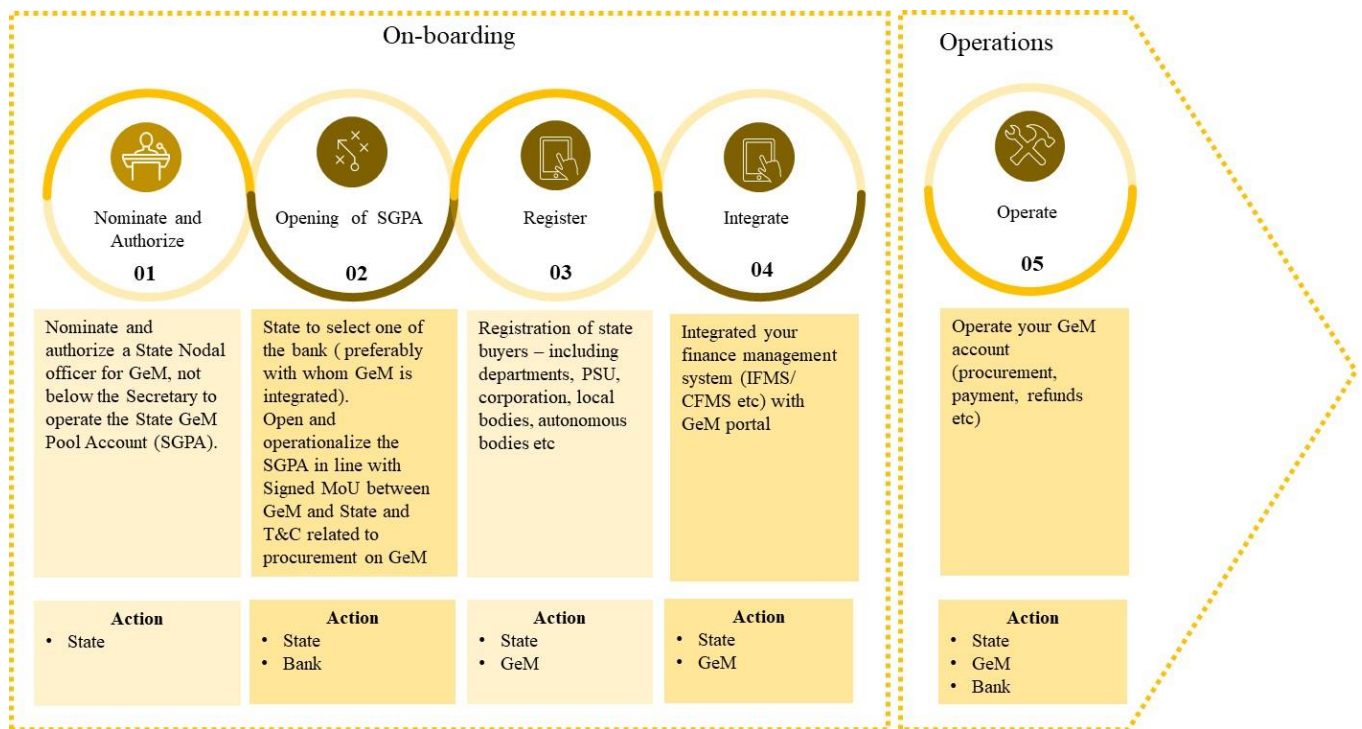 On-boarding
Nominate and
Authorize
01
Nominate and
authorize a State Nodal
officer for GeM, not
below the Secretary to
operate the State GeM
Pool Account (SGPA).
Action
• State
Opening of SGPA
02
State to select one of
the bank ( preferably
with whom GeM is
integrated).
Open and
operationalize the
SGPA in line with
Signed MoU between
GeM and State and
T&C related to
procurement on GeM
Action
• State
• Bank
Register
03
Registration of state
buyers – including
departments, PSU,
corporation, local
bodies, autonomous
bodies etc
Action
• State
• GeM
Integrate
04
Integrated your
finance management
system (IFMS/
CFMS etc) with
GeM portal
Action
• State
• GeM
Operations
Operate
05
Operate your GeM
account
(procurement,
payment, refunds
etc)
Action
• State
• GeM
• Bank